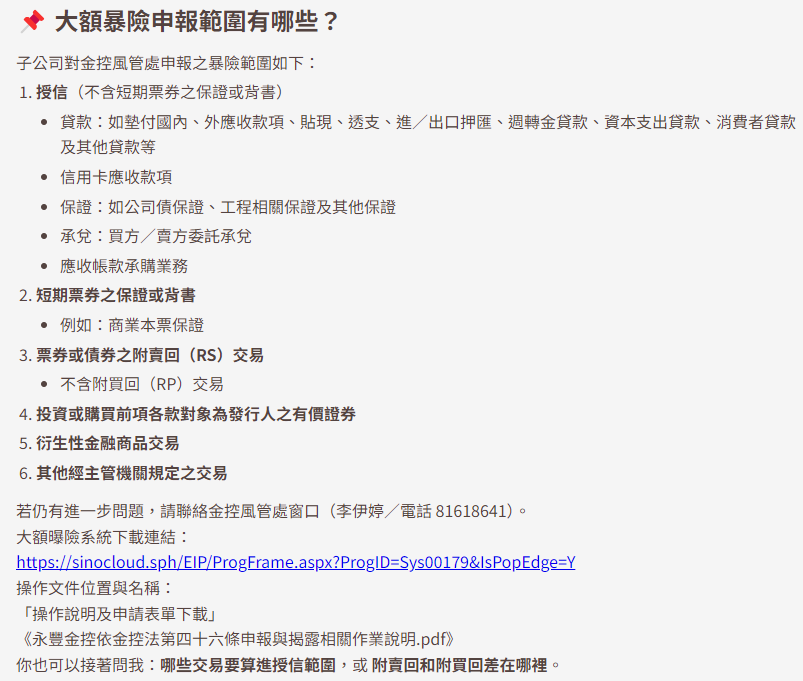 📌 大額暴險申報範圍有哪些？
子公司對金控風管處申報之暴險範圍如下：
1. 授信（不含短期票券之保證或背書）
• 貸款：如墊付國內、外應收款項、貼現、透支、進／出口押匯、週轉金貸款、資本支出貸款、消費者貸款
及其他貸款等
• 信用卡應收款項
• 保證：如公司債保證、工程相關保證及其他保證
• 承兌：買方／賣方委託承兌
• 應收帳款承購業務
2. 短期票券之保證或背書
• 例如：商業本票保證
3. 票券或債券之附賣回（RS）交易
• 不含附買回（RP）交易
4. 投資或購買前項各款對象為發行人之有價證券
5. 衍生性金融商品交易
6. 其他經主管機關規定之交易
若仍有進一步問題，請聯絡金控風管處窗口（李伊婷／電話 81618641）。
大額曝險系統下載連結：
https://sinocloud.sph/EIP/ProgFrame.aspx?ProgID=Sys00179&IsPopEdge=Y
操作文件位置與名稱：
「操作說明及申請表單下載」
《永豐金控依金控法第四十六條申報與揭露相關作業說明.pdf》
你也可以接著問我：哪些交易要算進授信範圍，或 附賣回和附買回差在哪裡。